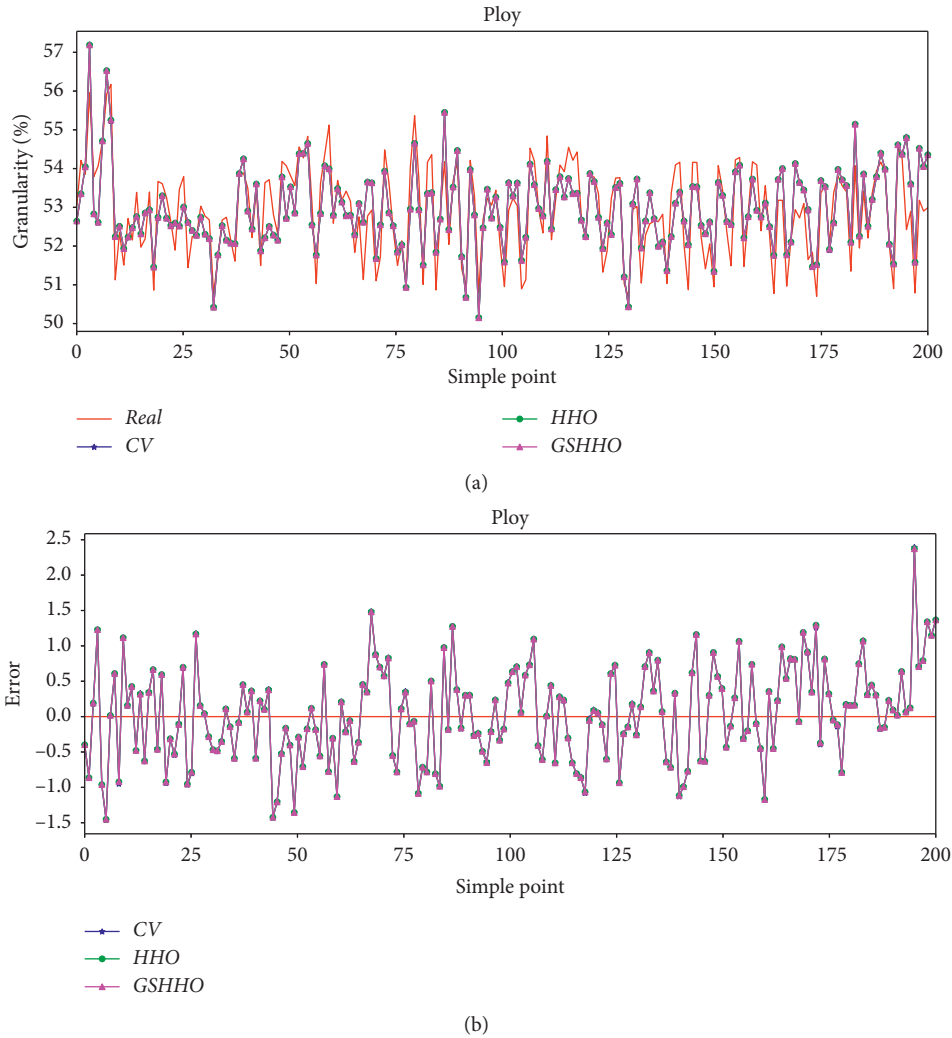 Ploy
57
56
55
54
53
52
51
50
Granularity (%)
0 25 50 75 100 125 150 175 200
Simple point
Real HHO
CV GSHHO
(a)
Ploy
2.5
2.0
1.5
1.0
0.5
0.0
−0.5
−1.0
−1.5
Error
0 25 50 75 100 125 150 175 200
Simple point
CV
HHO
GSHHO
(b)